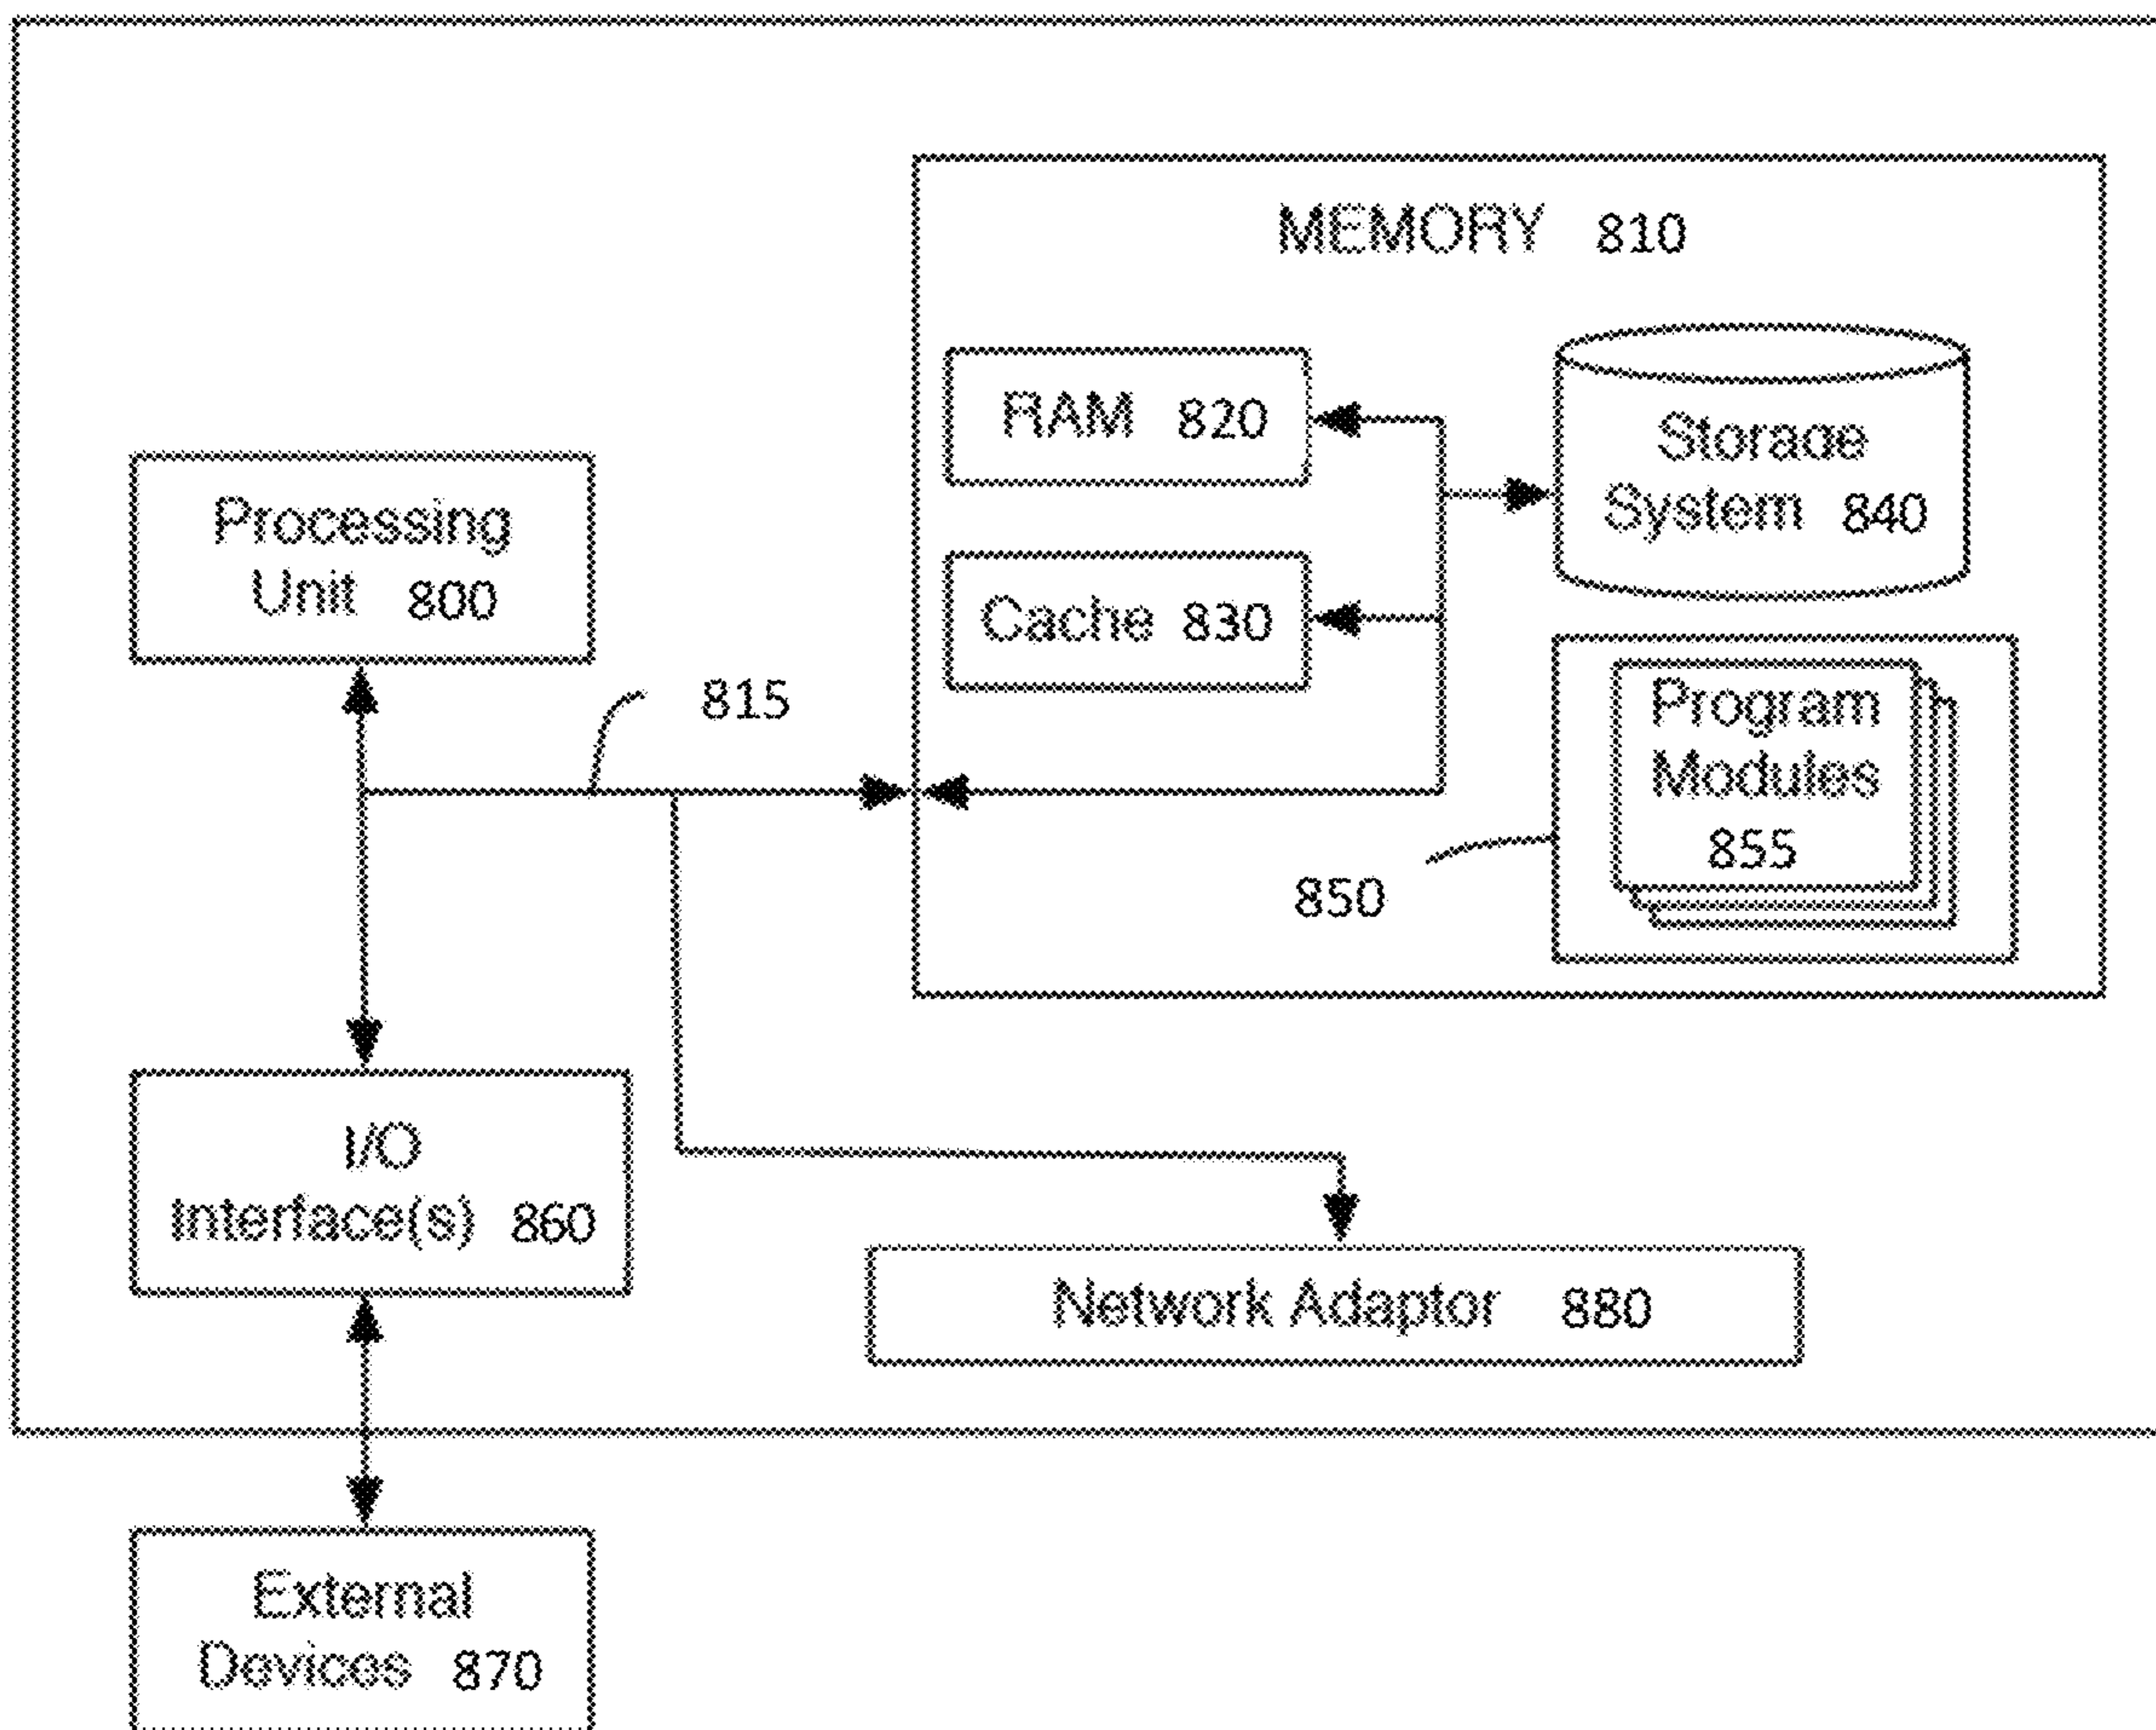 MEMORY 810
RAM 820
Storage
System 840
Processing
Unit 800
Cache 830
815
Program
Modules
855
850
I/O
Interface(s) 860
Network Adaptor 880
External
Devices 870